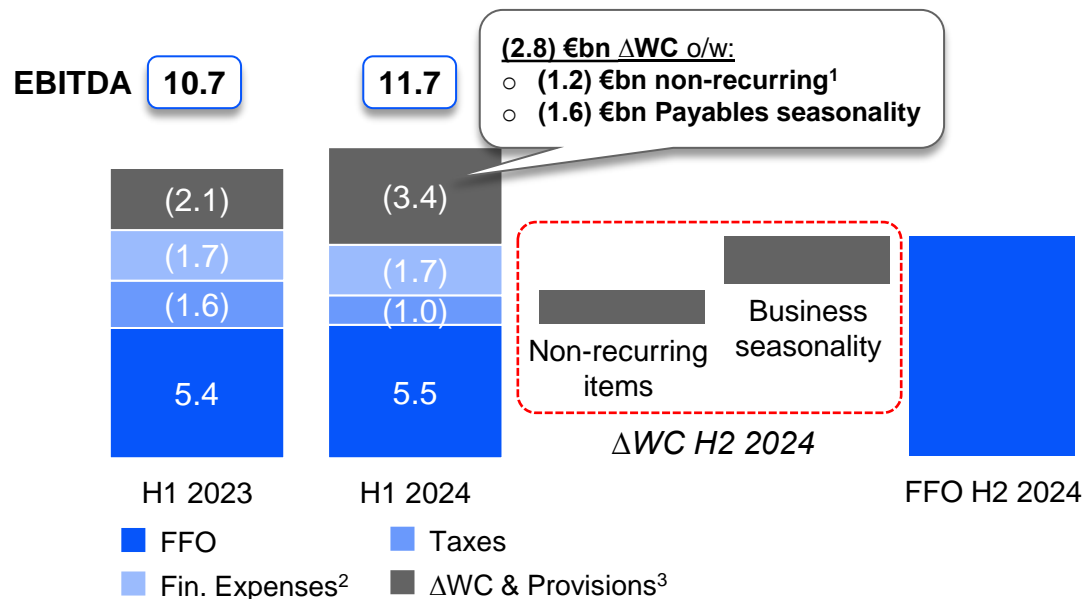 (2.8) €bn ∆WC o/w:
o (1.2) €bn non-recurring1
o (1.6) €bn Payables seasonality
EBITDA 10.7 11.7
(2.1)
(1.7)
(1.6)
5.4
(3.4)
(1.7)
(1.0)
5.5
Non-recurring
items
Business
seasonality
∆WC H2 2024
H1 2023
H1 2024
FFO H2 2024
FFO
Taxes
Fin. Expenses2
∆WC & Provisions3